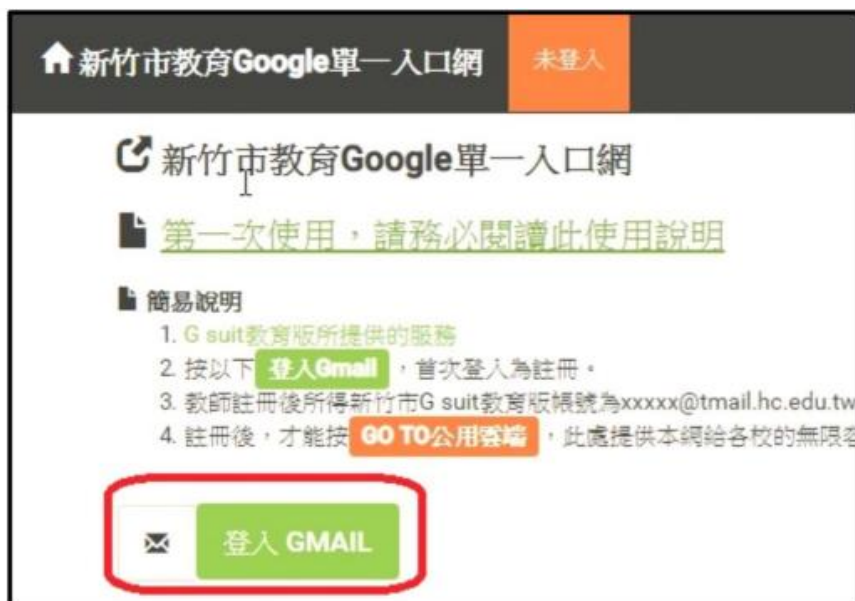 新竹市教育Google單一入口網 未登入
新竹市教育Google單一入口網
第一次使用，請務必閱讀此使用說明
簡易說明
1. G suit教育版所提供的服務
2. 按以下 登入Gmail ，首次登入為註冊。
3. 教師註冊後所得新竹市G suit教育版帳號為xxxxx@tmail.hc.edu.tw
4. 註冊後，才能按 GO TO公用雲端 ，此處提供本網給各校的無限
登入 GMAIL